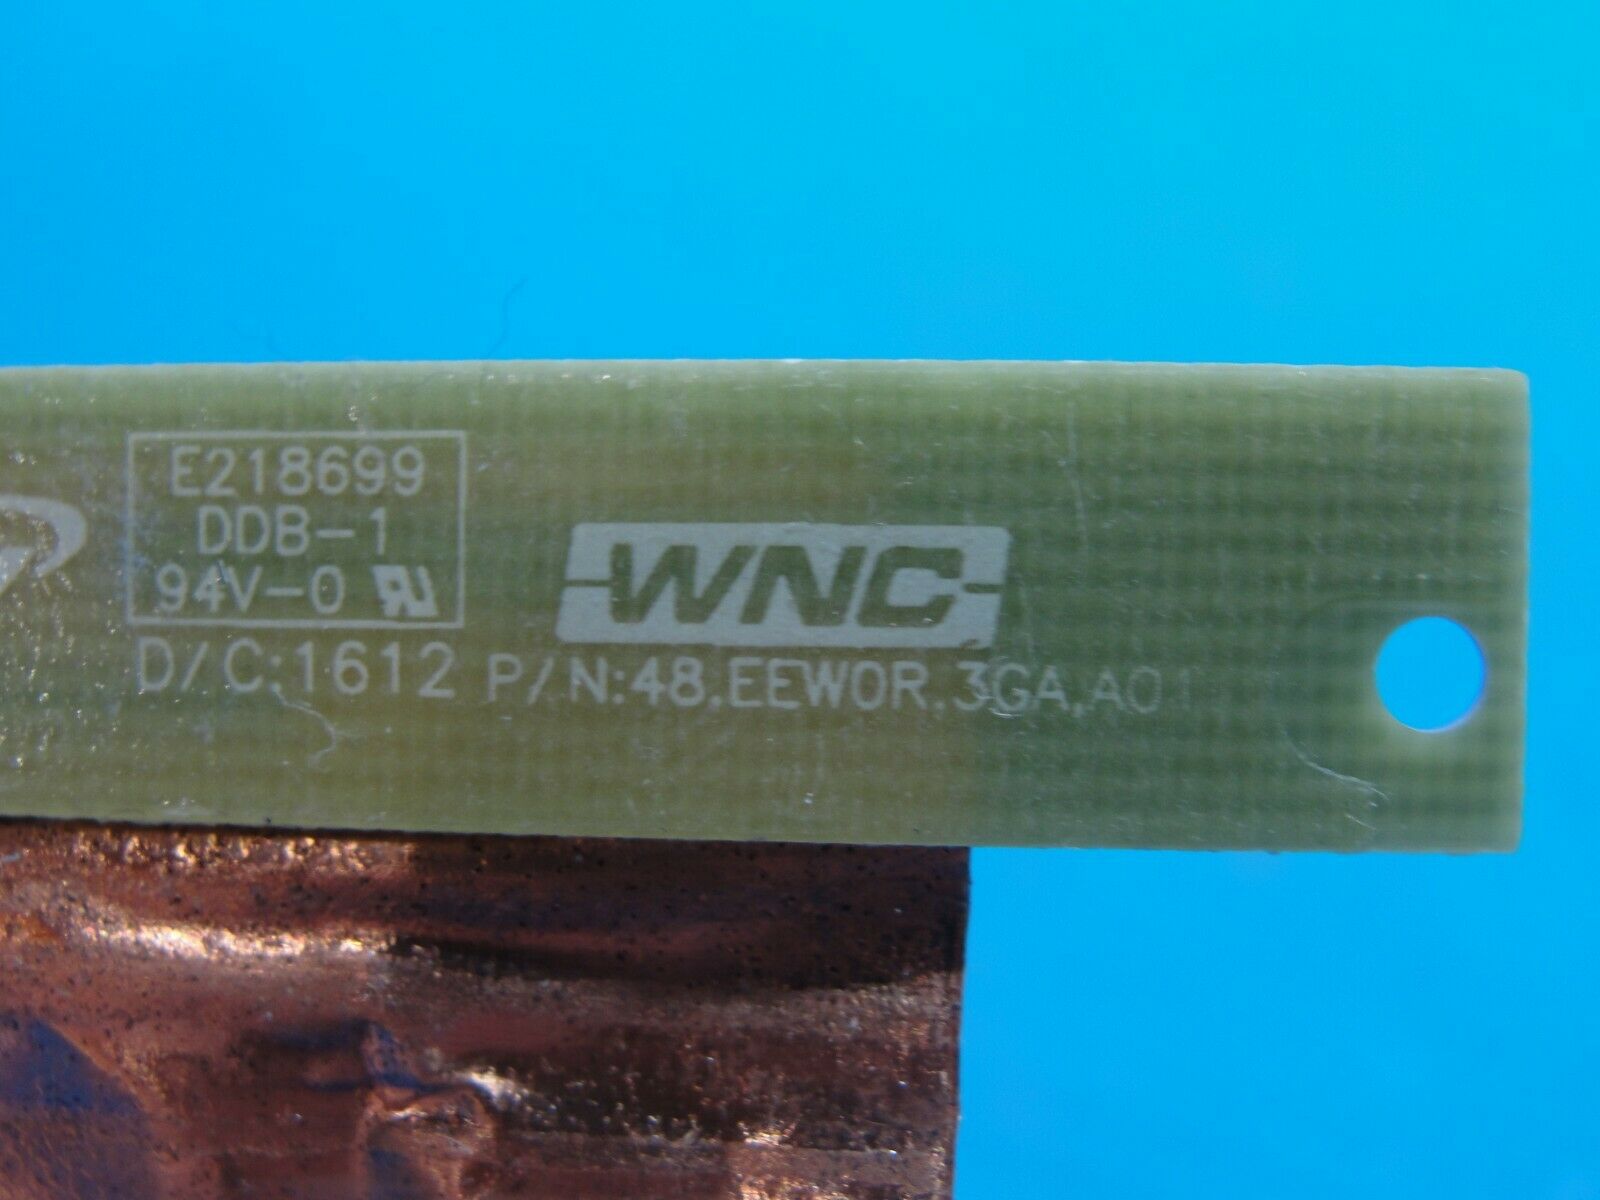 E218699
DDB-1
94V-0
WNC
D/C:1612 P/N:48.EEW0R.3GA.A01